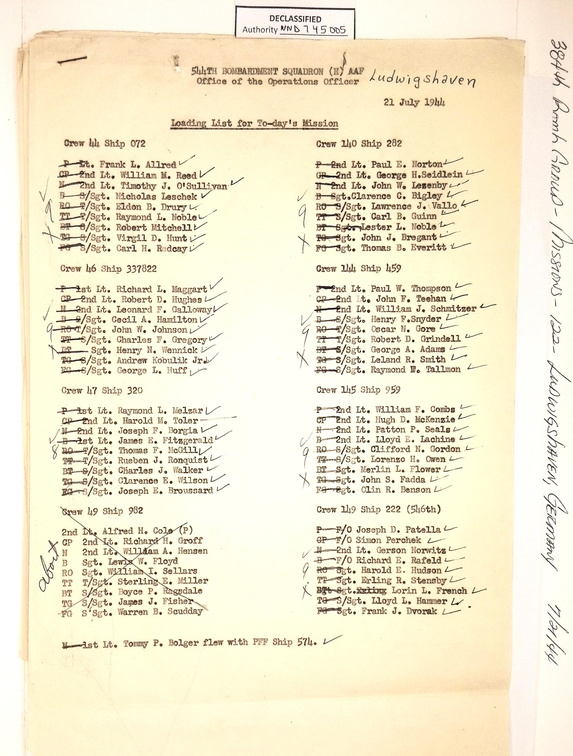 DECLASSIFIED
Authority NND 745005
544TH BOMBARDMENT SQUADRON (H) AAF
Office of the Operations Officer
Ludwigshaven
21 July 1944
Loading List for To-day's Mission
Crew 44 Ship 072
P Lt. Frank L. Allred
CP 2nd Lt. William M. Reed
N 2nd Lt. Timothy J. O'Sullivan
B S/Sgt. Nicholas Leschek
RO S/Sgt. Eldon B. Drury
TT T/Sgt. Raymond L. Noble
BT S/Sgt. Robert Mitchell
TG S/Sgt. Virgil D. Hunt
FG S/Sgt. Carl H. Radcay
Crew 46 Ship 337822
P 1st Lt. Richard L. Maggart
CP 2nd Lt. Robert D. Hughes
N 2nd Lt. Leonard F. Galloway
B S/Sgt. Cecil A. Hamilton
RO T/Sgt. John W. Johnson
TT S/Sgt. Charles F. Gregory
BT Sgt. Henry N. Wennick
TG S/Sgt. Andrew Kobulits Jr.
FG S/Sgt. George L. Huff
Crew 47 Ship 320
P 1st Lt. Raymond L. Melzar
CP 2nd Lt. Harold M. Toler
N 2nd Lt. Joseph F. Borgia
B 1st Lt. James E. Fitzgerald
RO T/Sgt. Thomas F. McGill
TT T/Sgt. Rueben J. Ronquist
BT S/Sgt. Charles J. Walker
TG S/Sgt. Clarence E. Wilson
FG S/Sgt. Joseph E. Broussard
Crew 49 Ship 982
2nd Lt. Alfred H. Cole (P)
CP 2nd Lt. Richard H. Groff
N 2nd Lt. William A. Hensen
B Sgt. Lewis W. Floyd
RO Sgt. William I. Sellars
TT T/Sgt. Sterling E. Miller
BT S/Sgt. Boyce P. Ragsdale
TG S/Sgt. James J. Fisher
FG S/Sgt. Warren B. Scudday
abort
N 1st Lt. Tommy P. Bolger flew with PFF Ship 574.
Crew 140 Ship 282
P 2nd Lt. Paul E. Norton
CP 2nd Lt. George H. Seidlein
N 2nd Lt. John W. Lezenby
B Sgt. Clarence G. Bigley
RO S/Sgt. Lawrence J. Vallo
TT S/Sgt. Carl B. Guinn
BT Sgt. Lester L. Noble
TG Sgt. John J. Bregant
FG S/Sgt. Thomas B. Everitt
Crew 144 Ship 459
P 2nd Lt. Paul W. Thompson
CP 2nd Lt. John F. Teehan
N 2nd Lt. William J. Schnitzer
B S/Sgt. Henry F. Snyder
RO T/Sgt. Oscar N. Gore
TT T/Sgt. Robert D. Grindell
BT S/Sgt. George A. Adams
TG S/Sgt. Leland R. Smith
FG S/Sgt. Raymond W. Tallmon
Crew 145 Ship 959
P 2nd Lt. William F. Combs
CP 2nd Lt. Hugh D. McKenzie
N 2nd Lt. Patton F. Seals
B 2nd Lt. Lloyd E. Lachine
RO S/Sgt. Clifford N. Gordon
TT S/Sgt. Lorenzo H. Owen
BT Sgt. Merlin L. Flower
TG Sgt. John S. Fadda
FG Sgt. Olin R. Benson
Crew 149 Ship 222 (546th)
P F/O Joseph D. Patella
CP F/O Simon Perchek
N 2nd Lt. Gerson Horwitz
B F/O Richard E. Rafeld
RO Sgt. Harold E. Hudson
TT Sgt. Erling R. Stensby
BT Sgt. Erling Lorin L. French
TG S/Sgt. Lloyd L. Hammer
FG Sgt. Frank J. Dvorak
384th Bomb Group - Missions - 122 - Ludwigshaven Germany 7/21/44